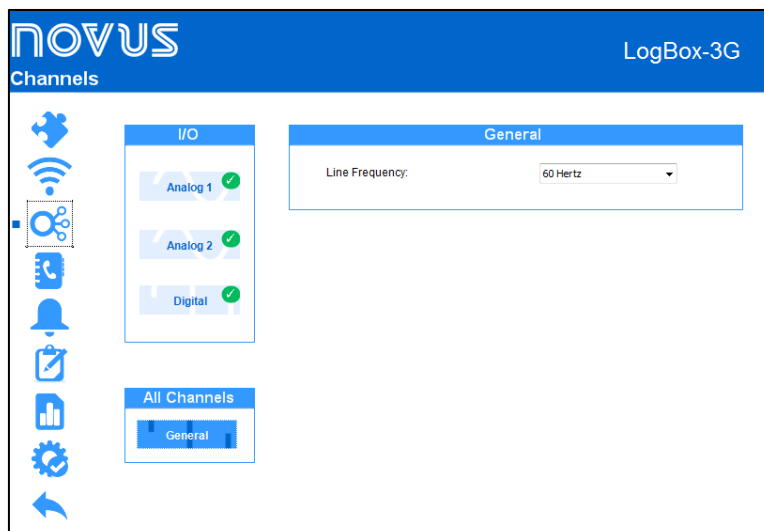 NOVUS
LogBox-3G
Channels
I/O
Analog 1
Analog 2
Digital
All Channels
General
General
Line Frequency:
60 Hertz